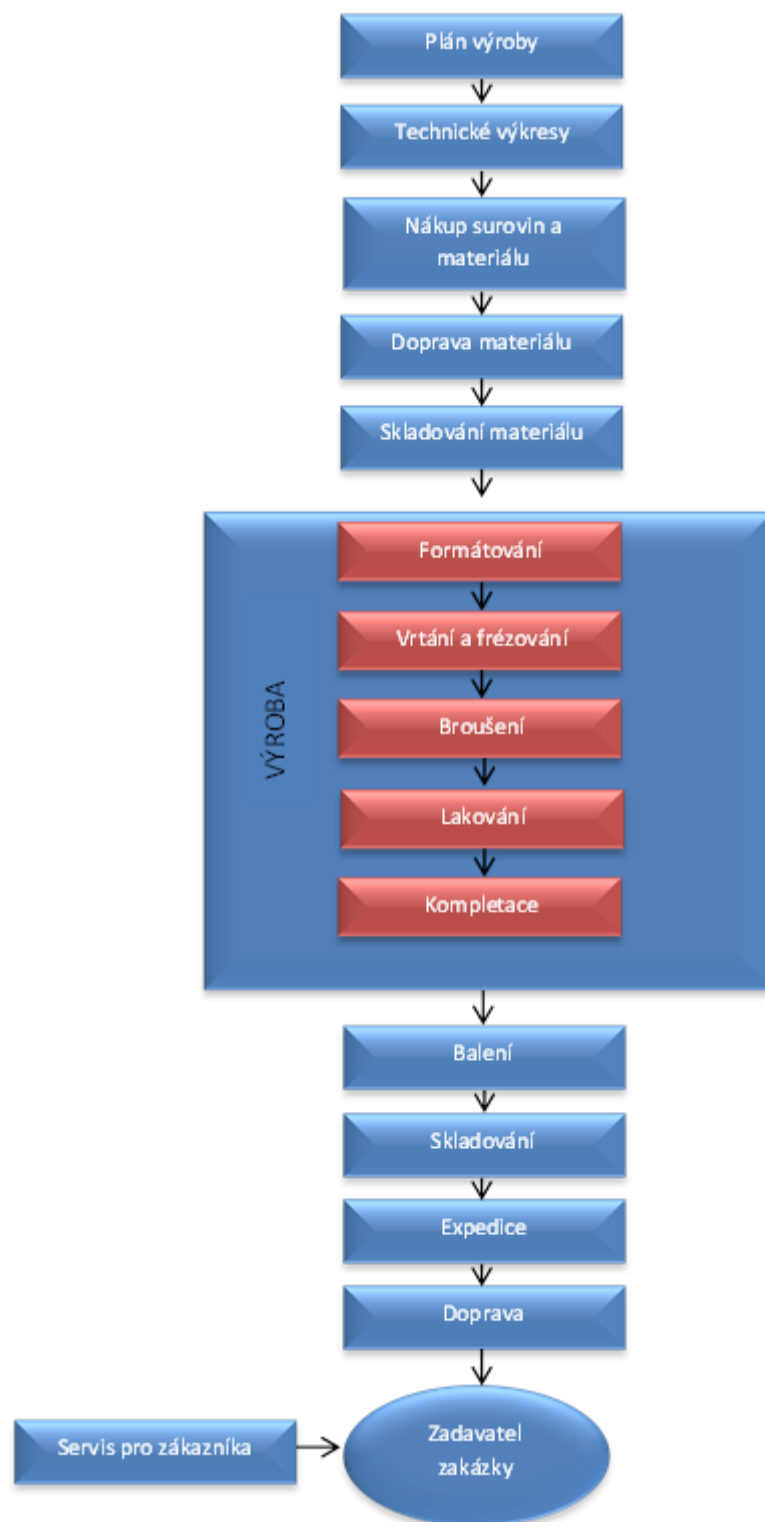 Plán výroby
Technické výkresy
Nákup surovin a
materiálu
Doprava materiálu
Skladování materiálu
VÝROBA
Formátování
Vrtání a frézování
Broušení
Lakování
Kompletace
Balení
Skladování
Expedice
Doprava
Servis pro zákazníka
Zadavatel
zakázky